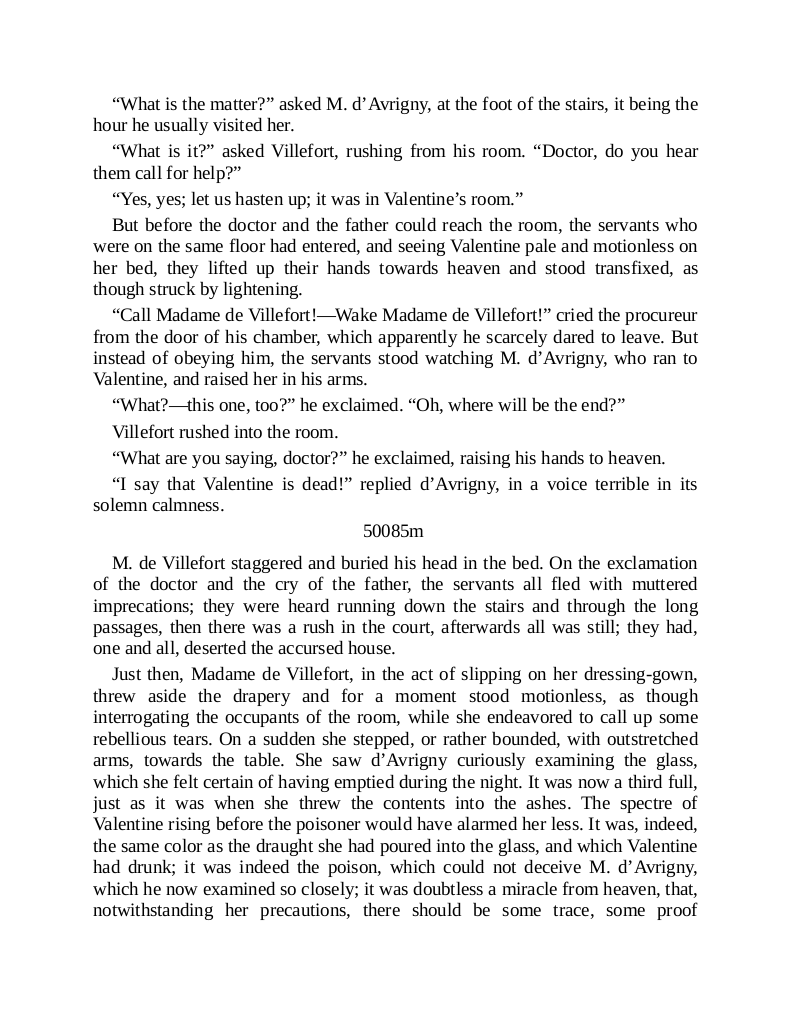 “What is the matter?” asked M. d’Avrigny, at the foot of the stairs, it being the
hour he usually visited her.
“What is it?” asked Villefort, rushing from his room. “Doctor, do you hear
them call for help?”
“Yes, yes; let us hasten up; it was in Valentine’s room.”
But before the doctor and the father could reach the room, the servants who
were on the same floor had entered, and seeing Valentine pale and motionless on
her bed, they lifted up their hands towards heaven and stood transfixed, as
though struck by lightening.
“Call Madame de Villefort!—Wake Madame de Villefort!” cried the procureur
from the door of his chamber, which apparently he scarcely dared to leave. But
instead of obeying him, the servants stood watching M. d’Avrigny, who ran to
Valentine, and raised her in his arms.
“What?—this one, too?” he exclaimed. “Oh, where will be the end?”
Villefort rushed into the room.
“What are you saying, doctor?” he exclaimed, raising his hands to heaven.
“I say that Valentine is dead!” replied d’Avrigny, in a voice terrible in its
solemn calmness.
50085m
M. de Villefort staggered and buried his head in the bed. On the exclamation
of the doctor and the cry of the father, the servants all fled with muttered
imprecations; they were heard running down the stairs and through the long
passages, then there was a rush in the court, afterwards all was still; they had,
one and all, deserted the accursed house.
Just then, Madame de Villefort, in the act of slipping on her dressing-gown,
threw aside the drapery and for a moment stood motionless, as though
interrogating the occupants of the room, while she endeavored to call up some
rebellious tears. On a sudden she stepped, or rather bounded, with outstretched
arms, towards the table. She saw d’Avrigny curiously examining the glass,
which she felt certain of having emptied during the night. It was now a third full,
just as it was when she threw the contents into the ashes. The spectre of
Valentine rising before the poisoner would have alarmed her less. It was, indeed,
the same color as the draught she had poured into the glass, and which Valentine
had drunk; it was indeed the poison, which could not deceive M. d’Avrigny,
which he now examined so closely; it was doubtless a miracle from heaven, that,
notwithstanding her precautions, there should be some trace, some proof